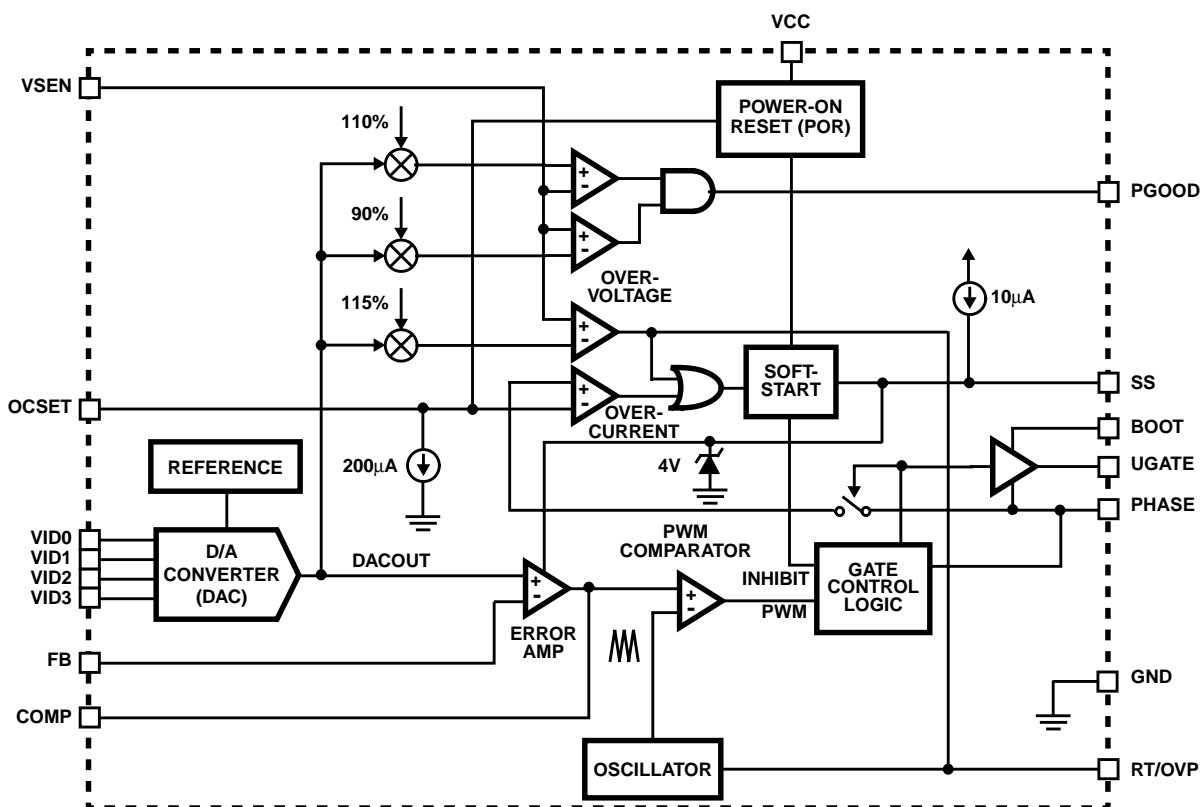 VCC
VSEN
POWER-ON
RESET (POR)
110%
+
-
PGOOD
90%
+
-
OVER-
VOLTAGE
10µA
115%
+
-
SOFT-
START
SS
+
-
OCSET
OVER-
CURRENT
BOOT
REFERENCE
200µA
4V
UGATE
PHASE
VID0
VID1
VID2
VID3
D/A
CONVERTER
(DAC)
DACOUT
PWM
COMPARATOR
INHIBIT
PWM
GATE
CONTROL
LOGIC
+
-
+
-
ERROR
AMP
FB
GND
COMP
OSCILLATOR
RT/OVP